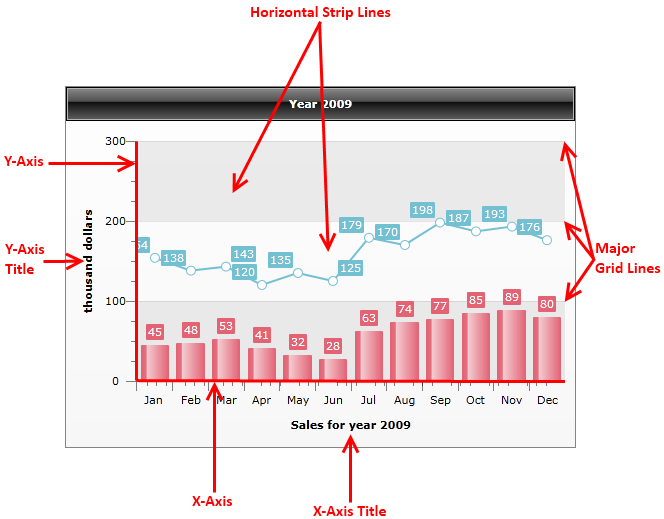 Horizontal Strip Lines
Year 2009
Y-Axis
Y-Axis
Title
thousand dollars
300
200
100
0
138
143
120
135
125
179
170
198
187
193
176
45
48
53
41
32
28
63
74
77
85
89
80
Major
Grid Lines
Jan Feb Mar Apr May Jun Jul Aug Sep Oct Nov Dec
Sales for year 2009
X-Axis
X-Axis Title